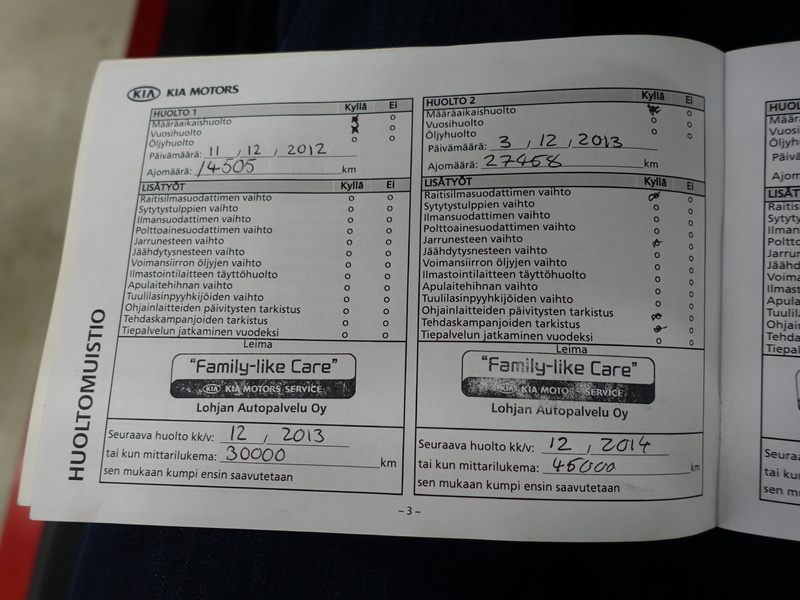 KIA KIA MOTORS
HUOLTO 1 Kyllä Ei
Määräaikaishuolto
Vuosihuolto
Öljyhuolto
Päivämäärä: 11 , 12 , 2012
Ajomäärä: 14505 km
LISÄTYÖT Kyllä Ei
Raitisilmasuodattimen vaihto
Sytytystulppien vaihto
Ilmansuodattimen vaihto
Polttoainesuodattimen vaihto
Jarrunesteen vaihto
Jäähdytysnesteen vaihto
Voimansiirron öljyjen vaihto
Ilmastointilaitteen täyttöhuolto
Apulaitehihnan vaihto
Tuulilasinpyyhkijöiden vaihto
Ohjainlaitteiden päivitysten tarkistus
Tehdaskampanjoiden tarkistus
Tiepalvelun jatkaminen vuodeksi
Leima
"Family-like Care"
KIA KIA MOTORS SERVICE
Lohjan Autopalvelu Oy
Seuraava huolto kk/v: 12 , 2013
tai kun mittarilukema: 30000 km
sen mukaan kumpi ensin saavutetaan
HUOLTO 2 Kyllä Ei
Määräaikaishuolto
Vuosihuolto
Öljyhuolto
Päivämäärä: 3 , 12 , 2013
Ajomäärä: 27468 km
LISÄTYÖT Kyllä Ei
Raitisilmasuodattimen vaihto
Sytytystulppien vaihto
Ilmansuodattimen vaihto
Polttoainesuodattimen vaihto
Jarrunesteen vaihto
Jäähdytysnesteen vaihto
Voimansiirron öljyjen vaihto
Ilmastointilaitteen täyttöhuolto
Apulaitehihnan vaihto
Tuulilasinpyyhkijöiden vaihto
Ohjainlaitteiden päivitysten tarkistus
Tehdaskampanjoiden tarkistus
Tiepalvelun jatkaminen vuodeksi
Leima
"Family-like Care"
KIA KIA MOTORS SERVICE
Lohjan Autopalvelu Oy
Seuraava huolto kk/v: 12 , 2014
tai kun mittarilukema: 45000 km
sen mukaan kumpi ensin saavutetaan
HUOLTOMUISTIO
– 3 –